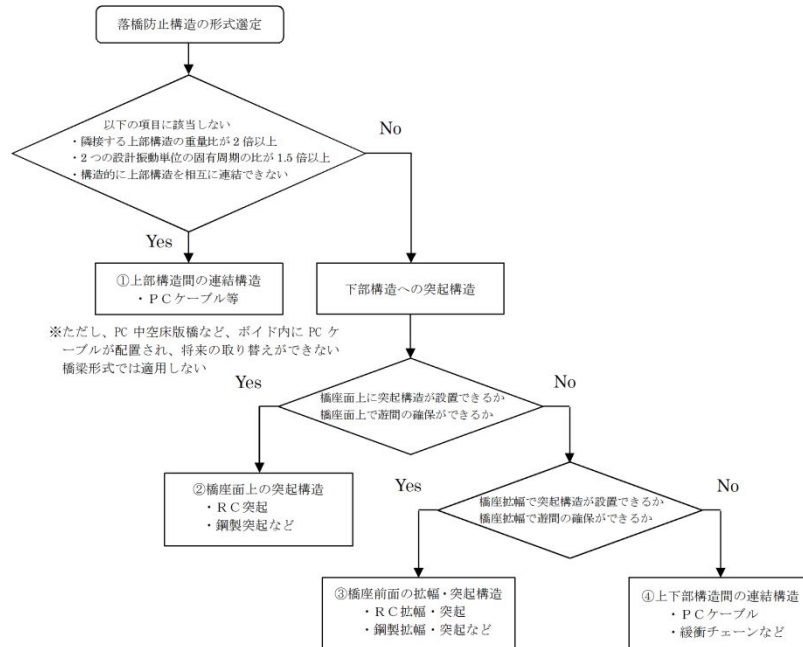 落橋防止構造の形式選定
以下の項目に該当しない
・隣接する上部構造の重量比が2倍以上
・2つの設計振動単位の固有周期の比が1.5倍以上
・構造的に上部構造を相互に連結できない
No
Yes
①上部構造間の連結構造
・PCケーブル等
下部構造への突起構造
※ただし、PC中空床版橋など、ボイド内にPCケ
ーブルが配置され、将来の取り替えができない
橋梁形式では適用しない
Yes
No
橋座面上に突起構造が設置できるか
橋座面上で遊間の確保ができるか
②橋座面上の突起構造
・RC突起
・鋼製突起など
Yes
No
橋座拡幅で突起構造が設置できるか
橋座拡幅で遊間の確保ができるか
③橋座前面の拡幅・突起構造
・RC拡幅・突起
・鋼製拡幅・突起など
④上下部構造間の連結構造
・PCケーブル
・緩衝チェーンなど